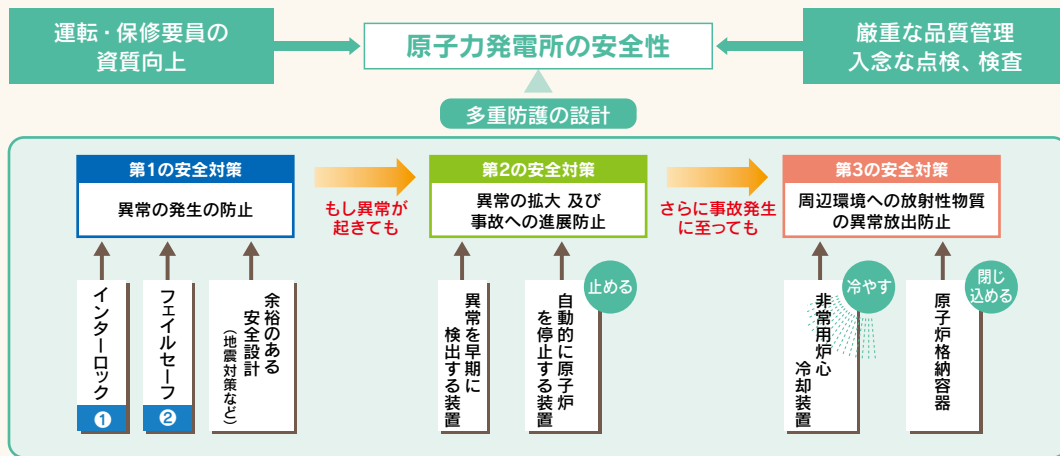 運転・保修要員の
資質向上
原子力発電所の安全性
厳重な品質管理
入念な点検、検査
多重防護の設計
第1の安全対策
異常の発生の防止
もし異常が
起きても
第2の安全対策
異常の拡大 及び
事故への進展防止
さらに事故発生
に至っても
第3の安全対策
周辺環境への放射性物質
の異常放出防止
インターロック
❶
フェイルセーフ
❷
余裕のある
安全設計
（地震対策など）
異常を早期に
検出する装置
止める
自動的に原子炉
を停止する装置
冷やす
非常用炉心
冷却装置
閉じ
込める
原子炉格納容器